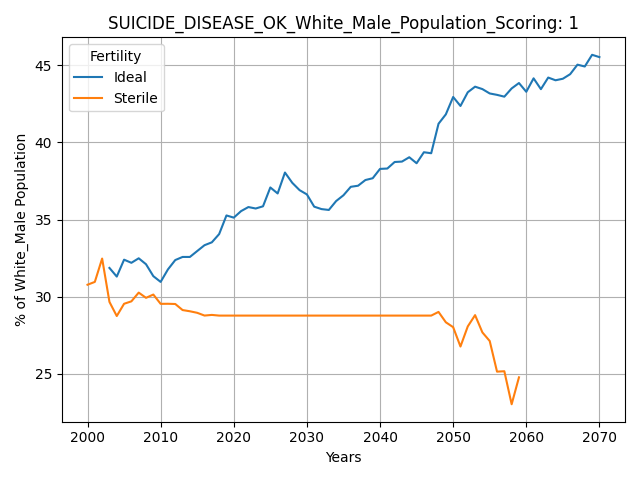 SUICIDE_DISEASE_OK_White_Male_Population_Scoring: 1
Fertility
Ideal
Sterile
% of White_Male Population
45
40
35
30
25
2000 2010 2020 2030 2040 2050 2060 2070
Years